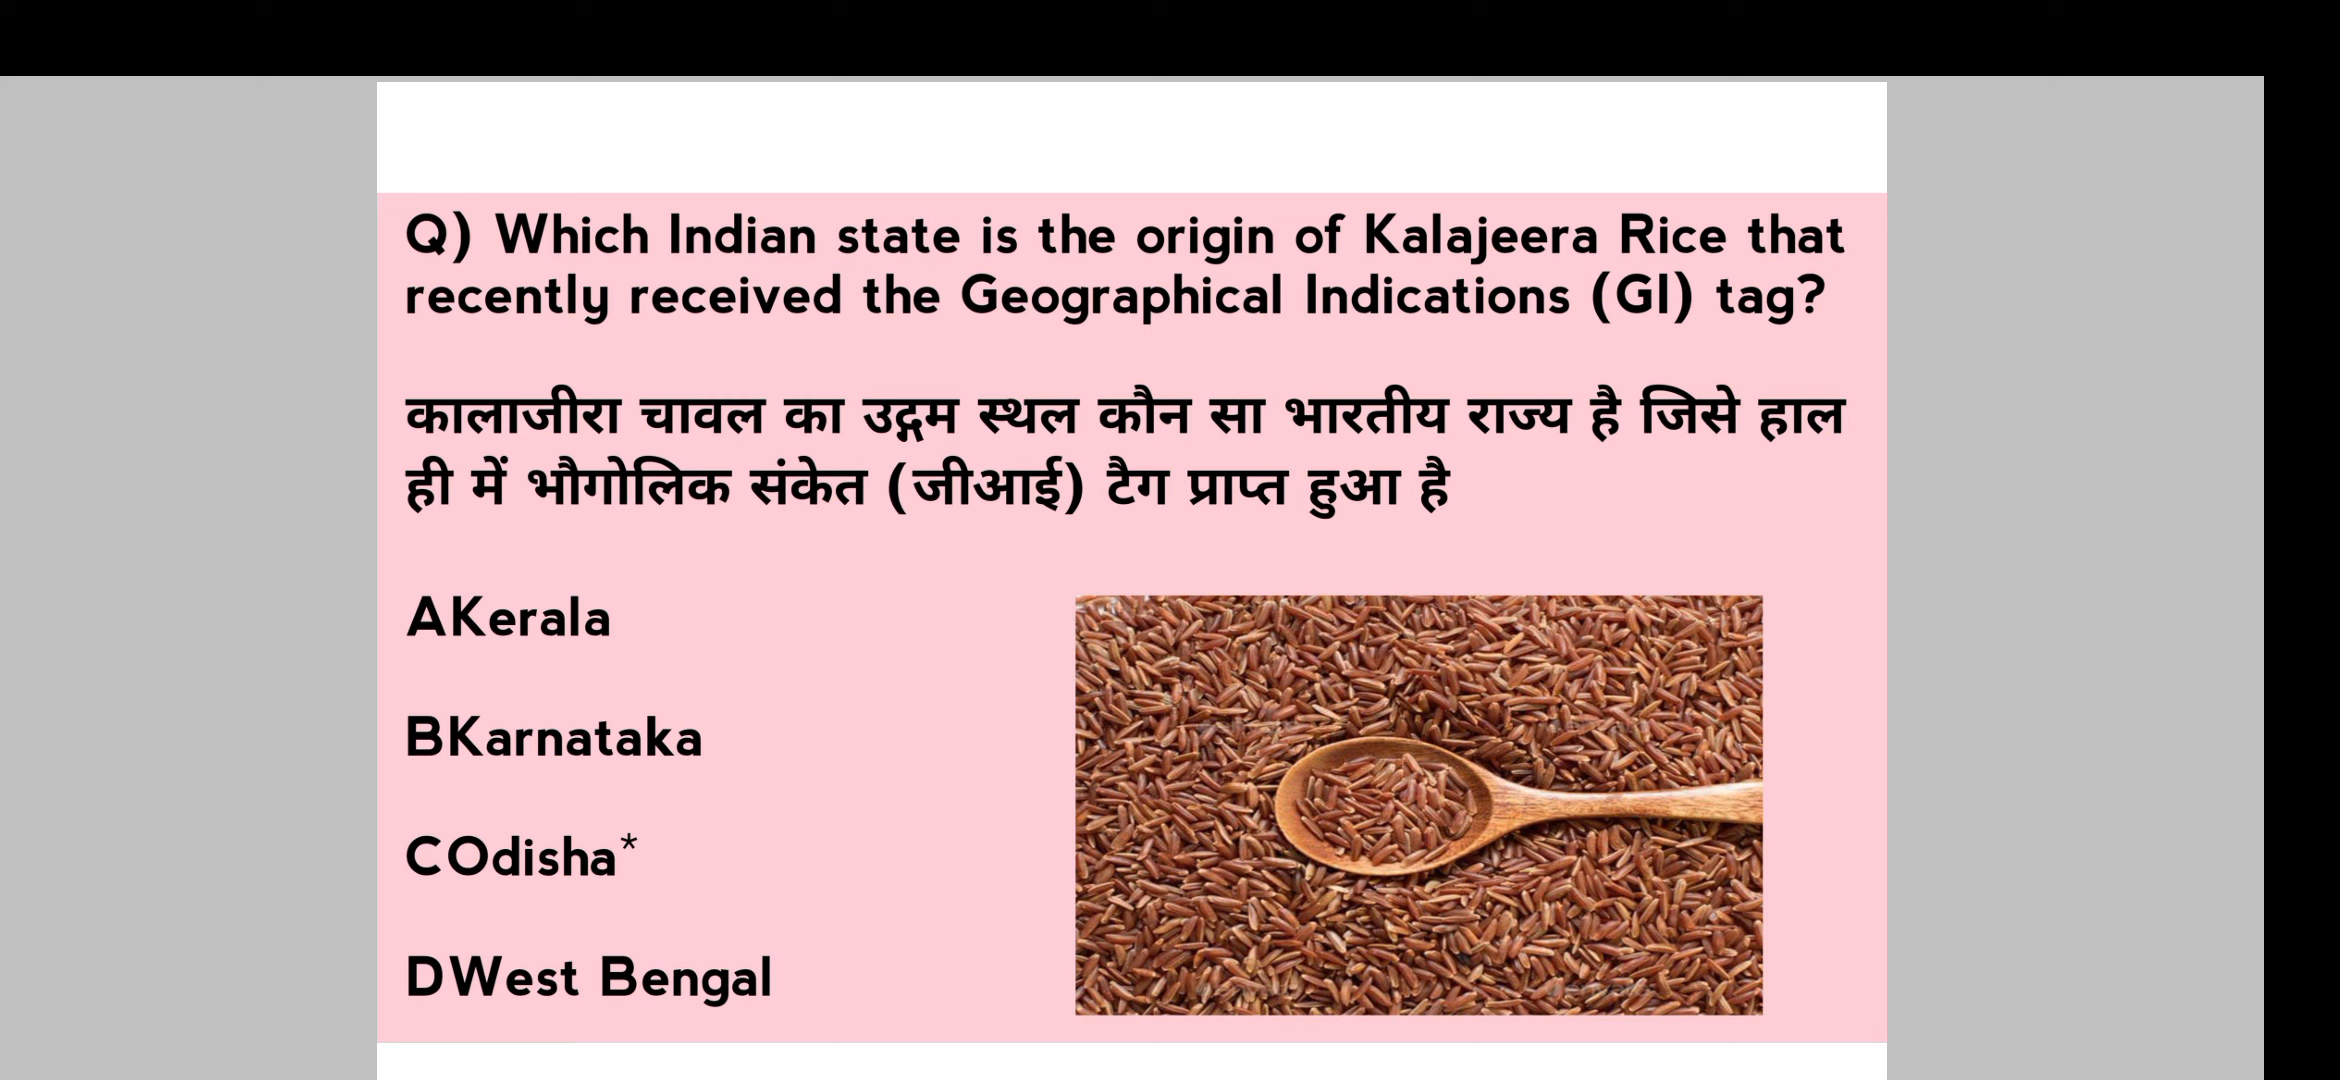 Q) Which Indian state is the origin of Kalajeera Rice that
recently received the Geographical Indications (GI) tag?
कालाजीरा चावल का उद्गम स्थल कौन सा भारतीय राज्य है जिसे हाल
ही में भौगोलिक संकेत (जीआई) टैग प्राप्त हुआ है
AKerala
BKarnataka
COdisha*
DWest Bengal